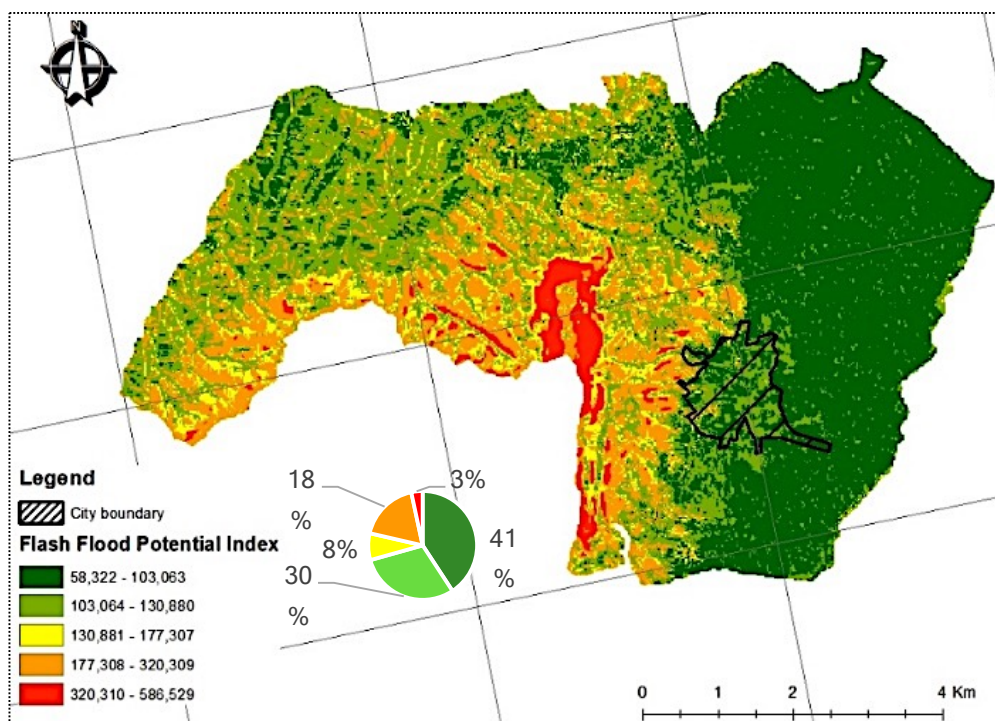 N
Legend
City boundary
Flash Flood Potential Index
58,322 - 103,063
103,064 - 130,880
130,881 - 177,307
177,308 - 320,309
320,310 - 586,529
18
%
3%
8%
41
%
30
%
0 1 2 4 Km